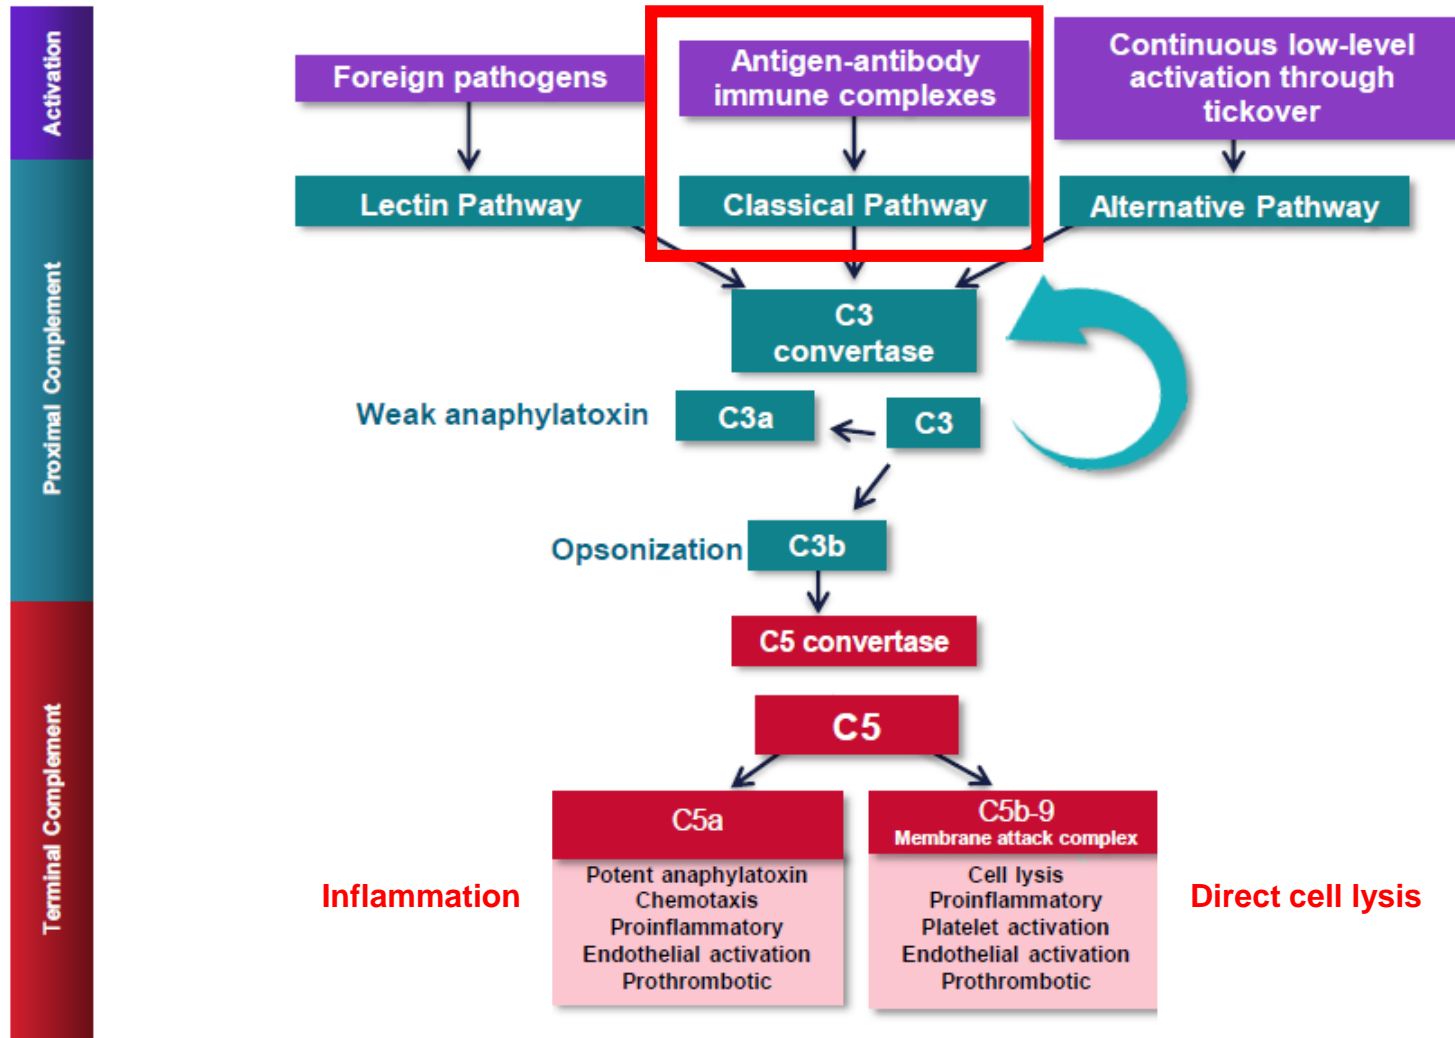 Activation
Foreign pathogens
Antigen-antibody
immune complexes
Continuous low-level
activation through
tickover
Proximal Complement
Lectin Pathway
Classical Pathway
Alternative Pathway
C3
convertase
Weak anaphylatoxin
C3a
C3
Opsonization
C3b
Terminal Complement
C5 convertase
C5
C5a
Potent anaphylatoxin
Chemotaxis
Proinflammatory
Endothelial activation
Prothrombotic
C5b-9
Membrane attack complex
Cell lysis
Proinflammatory
Platelet activation
Endothelial activation
Prothrombotic
Inflammation
Direct cell lysis